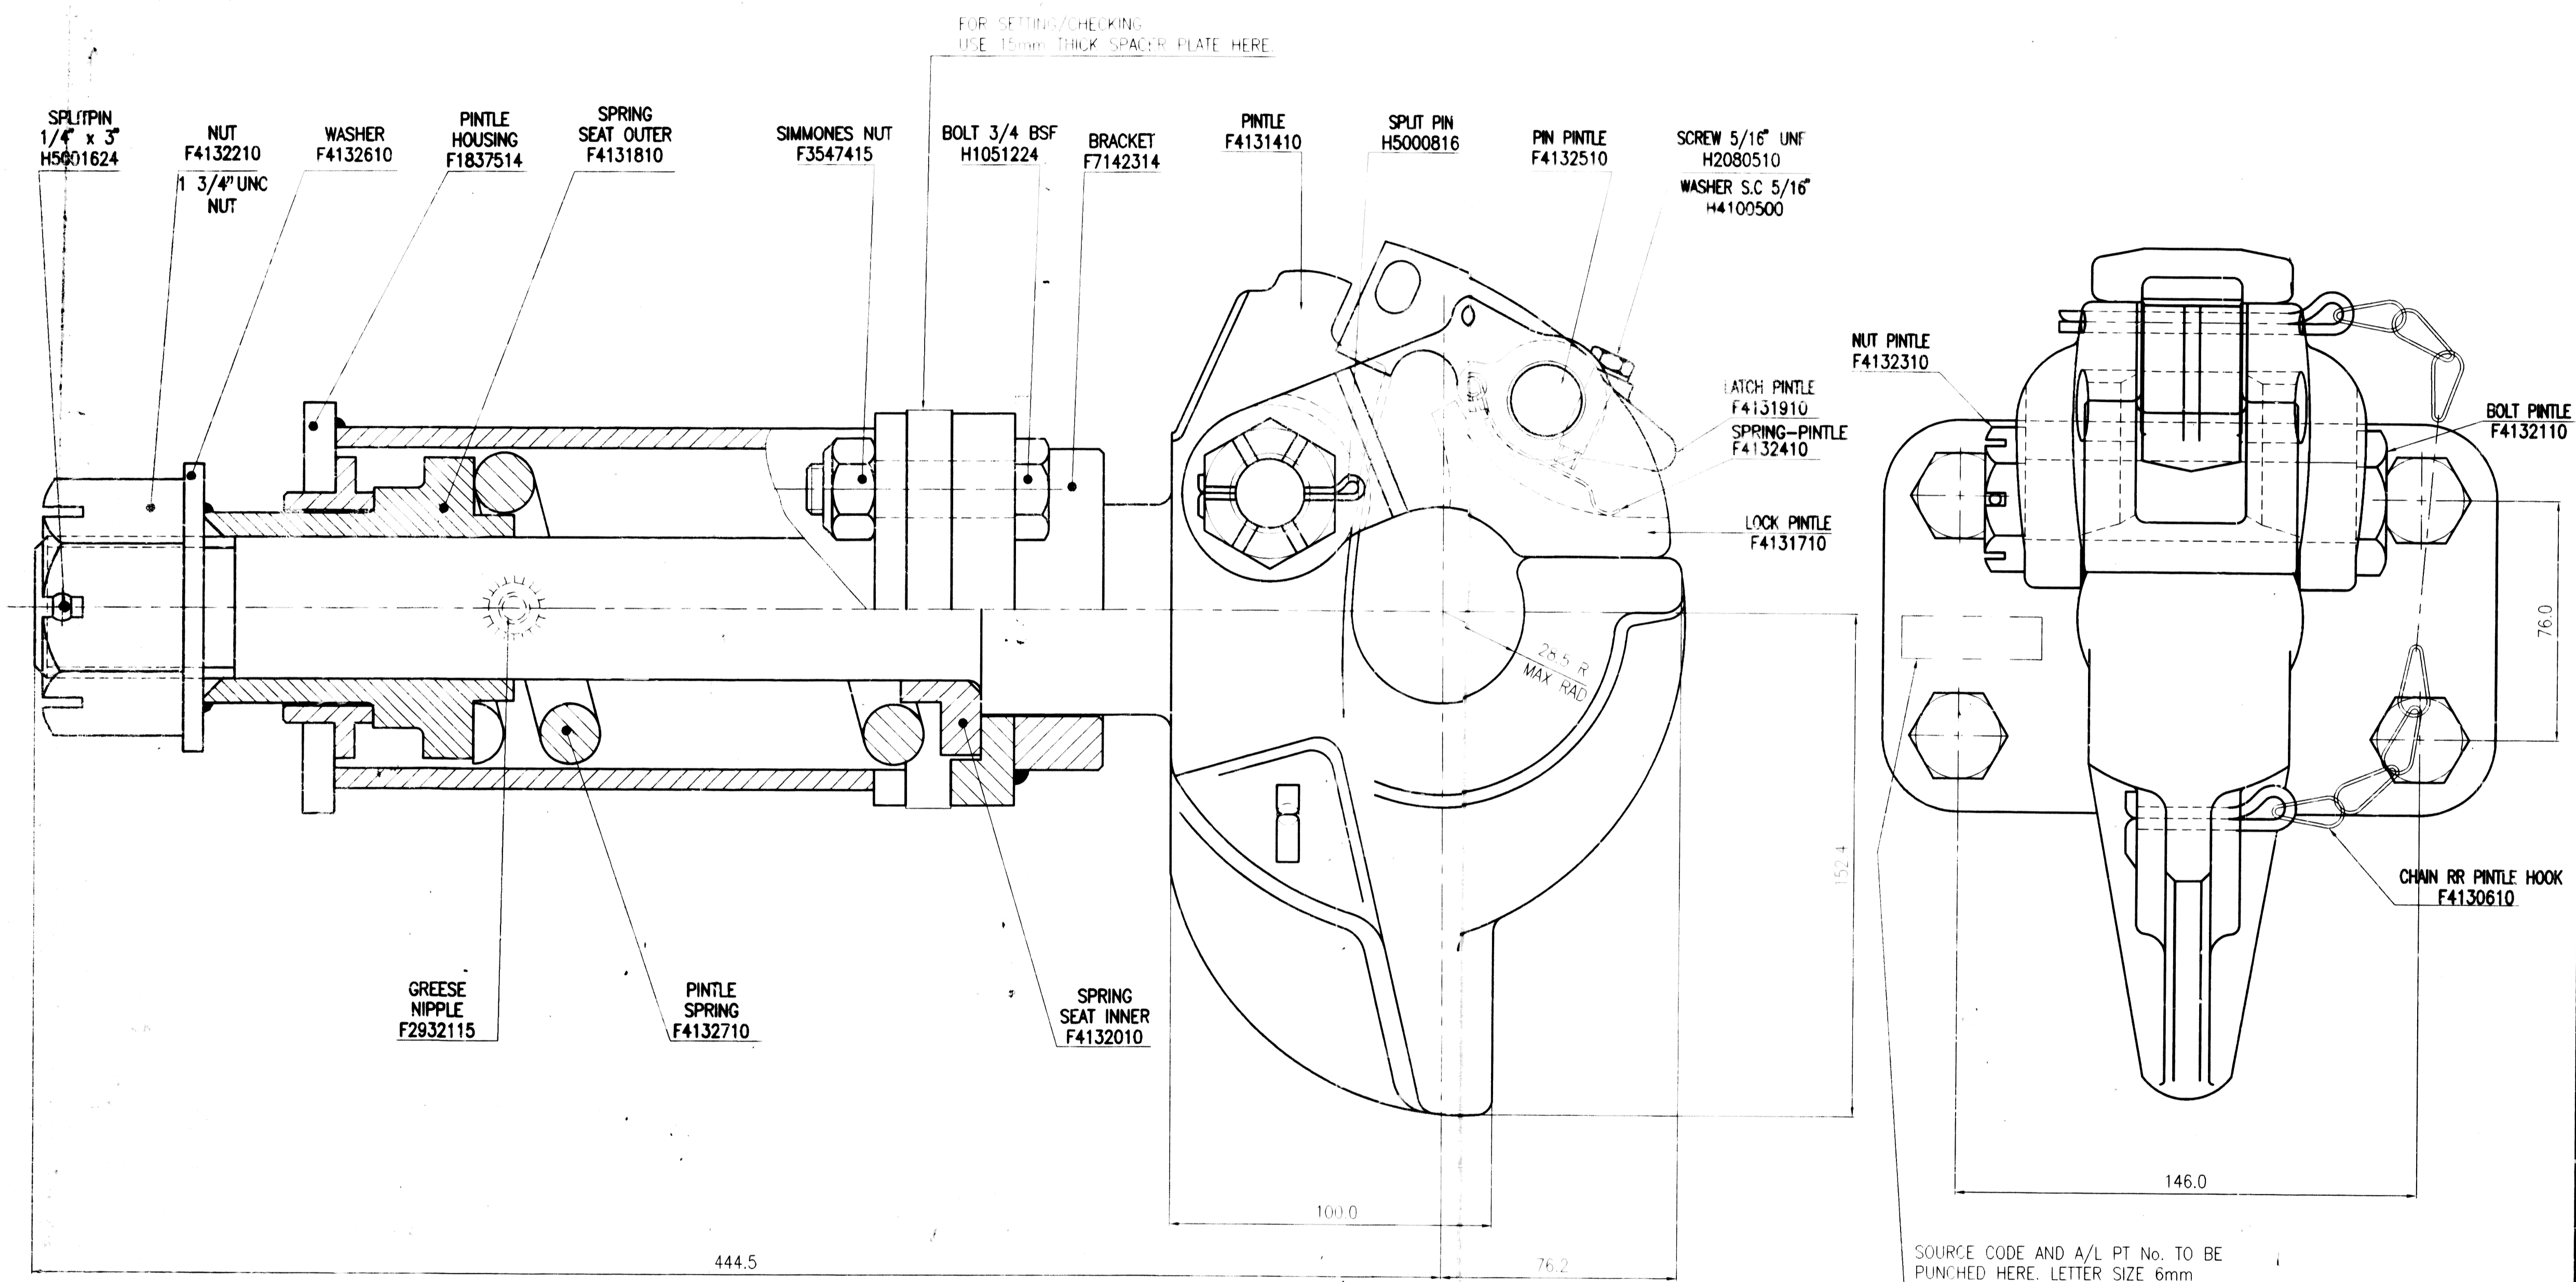 FOR SETTING/CHECKING
USE 15mm THICK SPACER PLATE HERE.
SPLITPIN
1/4" x 3"
H5001624
NUT
F4132210
1 3/4" UNC
NUT
WASHER
F4132610
PINTLE
HOUSING
F1837514
SPRING
SEAT OUTER
F4131810
SIMMONES NUT
F3547415
BOLT 3/4 BSF
H1051224
BRACKET
F7142314
PINTLE
F4131410
SPLIT PIN
H5000816
PIN PINTLE
F4132510
SCREW 5/16" UNF
H2080510
WASHER S.C 5/16"
H4100500
NUT PINTLE
F4132310
LATCH PINTLE
F4131910
SPRING-PINTLE
F4132410
BOLT PINTLE
F4132110
LOCK PINTLE
F4131710
76.0
28.5 R
MAX RAD
152.4
CHAIN RR PINTLE HOOK
F4130610
GREESE
NIPPLE
F2932115
PINTLE
SPRING
F4132710
SPRING
SEAT INNER
F4132010
146.0
100.0
444.5
76.2
SOURCE CODE AND A/L PT No. TO BE
PUNCHED HERE. LETTER SIZE 6mm